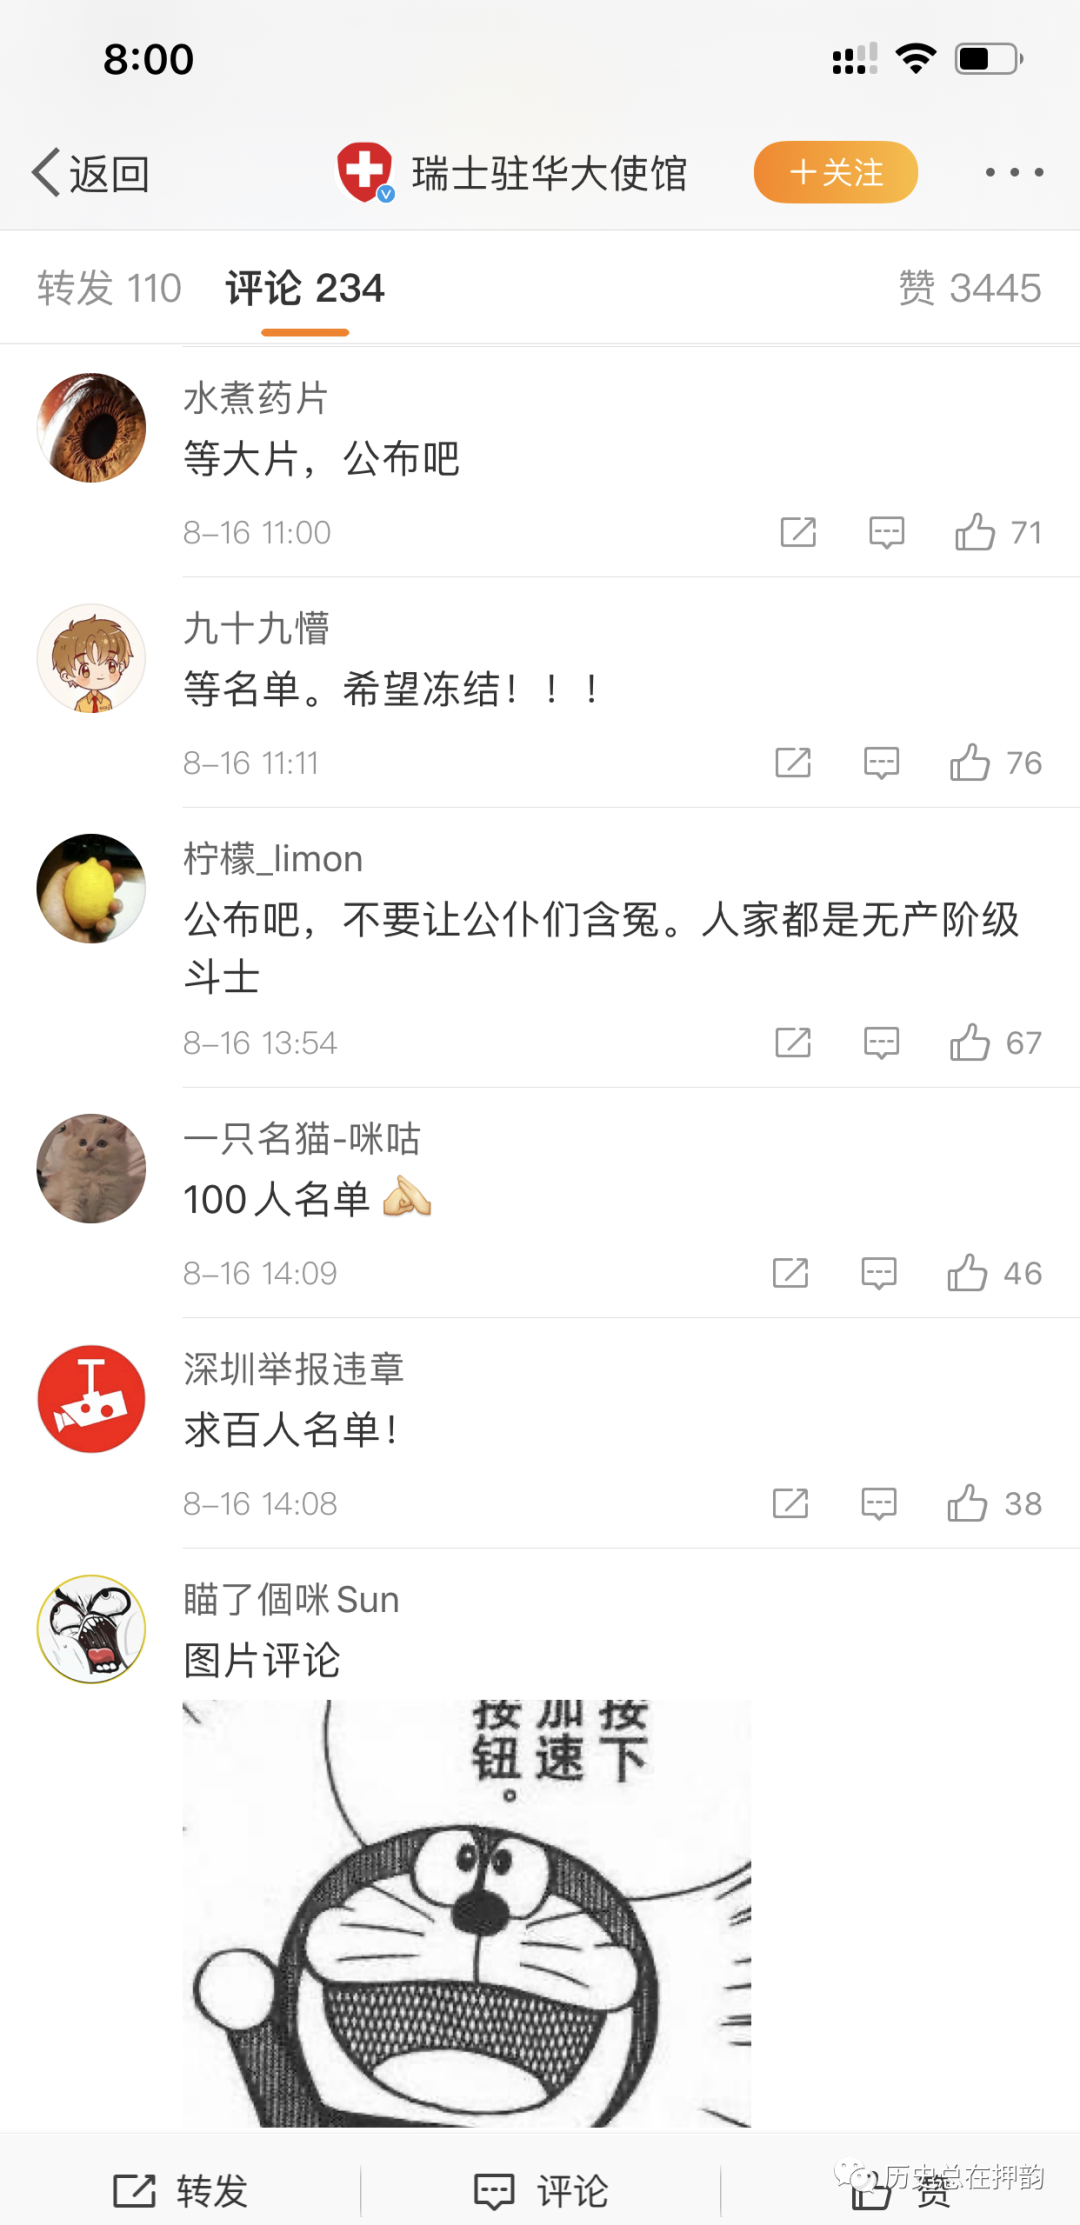 8:00
返回
瑞士驻华大使馆
+关注
转发 110
评论 234
赞 3445
水煮药片
等大片，公布吧
8-16 11:00
71
九十九懵
等名单。希望冻结！！！
8-16 11:11
76
柠檬_limon
公布吧，不要让公仆们含冤。人家都是无产阶级
斗士
8-16 13:54
67
一只名猫-咪咕
100人名单
8-16 14:09
46
深圳举报违章
求百人名单！
8-16 14:08
38
瞄了個咪Sun
图片评论
按下
加速
按钮。
转发
评论
赞
历史总在押韵